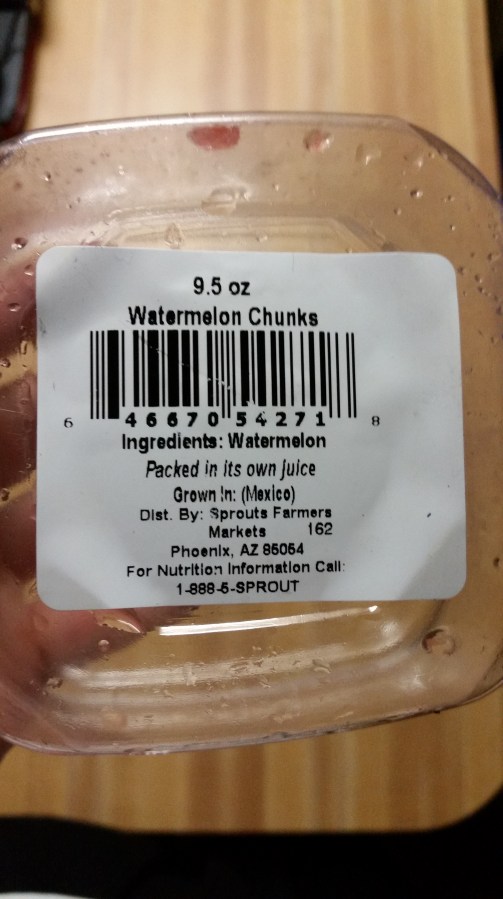 9.5 oz
Watermelon Chunks
6 46670 54271 8
Ingredients: Watermelon
Packed in its own juice
Grown In: (Mexico)
Dist. By: Sprouts Farmers
Markets 162
Phoenix, AZ 85054
For Nutrition Information Call:
1-888-5-SPROUT